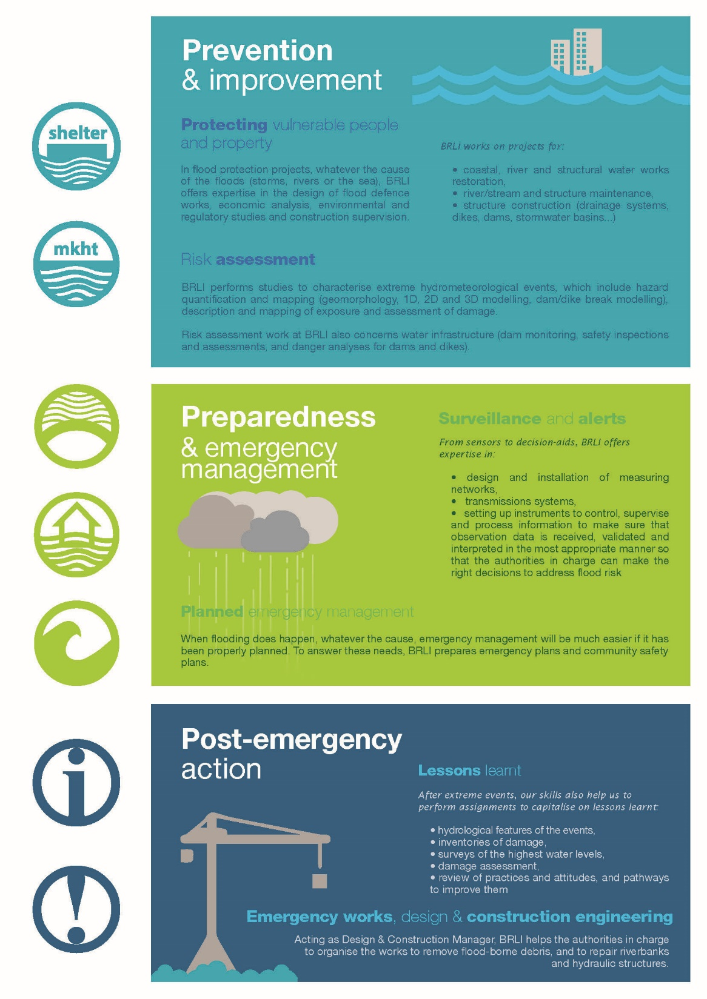 Prevention
& improvement
shelter
mkht
Protecting vulnerable people
and property
In flood protection projects, whatever the cause
of the floods (storms, rivers or the sea), BRLI
offers expertise in the design of flood defence
works, economic analysis, environmental and
regulatory studies and construction supervision.
BRLI works on projects for:
• coastal, river and structural water works
restoration,
• river/stream and structure maintenance,
• structure construction (drainage systems,
dikes, dams, stormwater basins...)
Risk assessment
BRLI performs studies to characterise extreme hydrometeorological events, which include hazard
quantification and mapping (geomorphology, 1D, 2D and 3D modelling, dam/dike break modelling),
description and mapping of exposure and assessment of damage.
Risk assessment work at BRLI also concerns water infrastructure (dam monitoring, safety inspections
and assessments, and danger analyses for dams and dikes).
Preparedness
& emergency
management
Surveillance and alerts
From sensors to decision-aids, BRLI offers
expertise in:
• design and installation of measuring
networks,
• transmissions systems,
• setting up instruments to control, supervise
and process information to make sure that
observation data is received, validated and
interpreted in the most appropriate manner so
that the authorities in charge can make the
right decisions to address flood risk
Planned emergency management
When flooding does happen, whatever the cause, emergency management will be much easier if it has
been properly planned. To answer these needs, BRLI prepares emergency plans and community safety
plans.
Post-emergency
action
Lessons learnt
After extreme events, our skills also help us to
perform assignments to capitalise on lessons learnt:
• hydrological features of the events,
• inventories of damage,
• surveys of the highest water levels,
• damage assessment,
• review of practices and attitudes, and pathways
to improve them
Emergency works, design & construction engineering
Acting as Design & Construction Manager, BRLI helps the authorities in charge
to organise the works to remove flood-borne debris, and to repair riverbanks
and hydraulic structures.
i
!